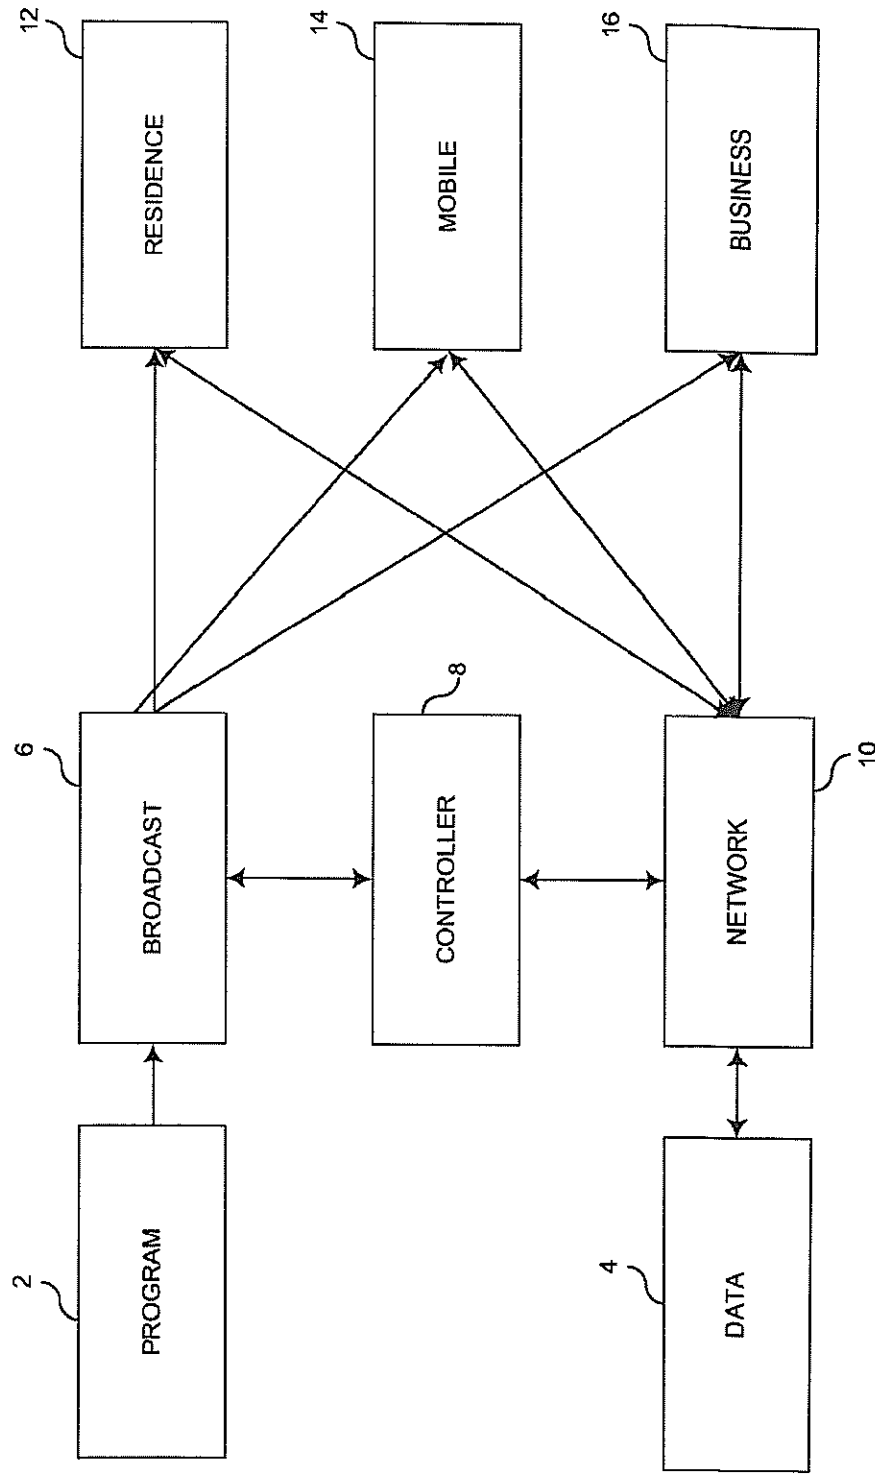 2
PROGRAM
6
BROADCAST
12
RESIDENCE
8
CONTROLLER
14
MOBILE
4
DATA
NETWORK
10
16
BUSINESS